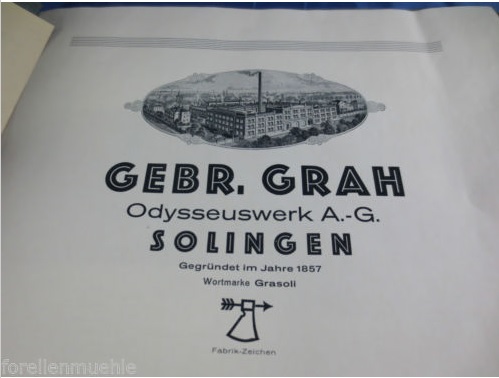 GEBR. GRAH
Odysseuswerk A.-G.
SOLINGEN
Gegründet im Jahre 1857
Wortmarke Grasoli
Fabrik-Zeichen
forellenmuehle